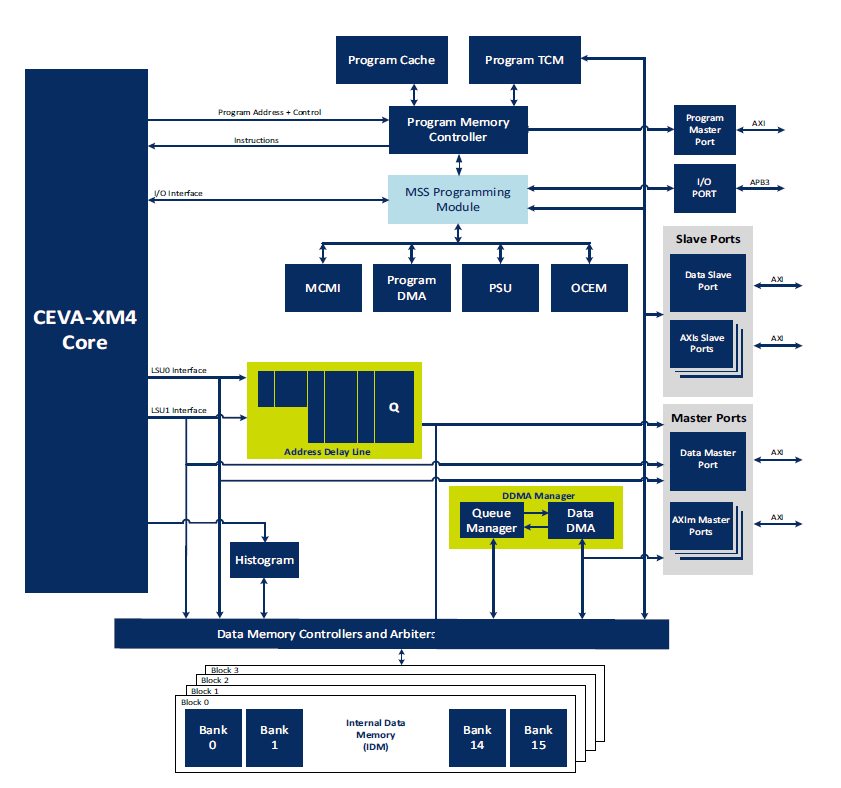 Program Cache
Program TCM
CEVA-XM4
Core
Program Address + Control
Instructions
I/O Interface
Program Memory
Controller
Program
Master
Port
AXI
MSS Programming
Module
I/O
PORT
APB3
MCMI
Program
DMA
PSU
OCEM
Slave Ports
Data Slave
Port
AXI
AXIs Slave
Ports
AXI
LSU0 Interface
LSU1 Interface
Q
Address Delay Line
Master Ports
Data Master
Port
AXI
AXIm Master
Ports
AXI
DDMA Manager
Queue
Manager
Data
DMA
Histogram
Data Memory Controllers and Arbiters
Block 3
Block 2
Block 1
Block 0
Bank
0
Bank
1
Internal Data
Memory
(IDM)
Bank
14
Bank
15